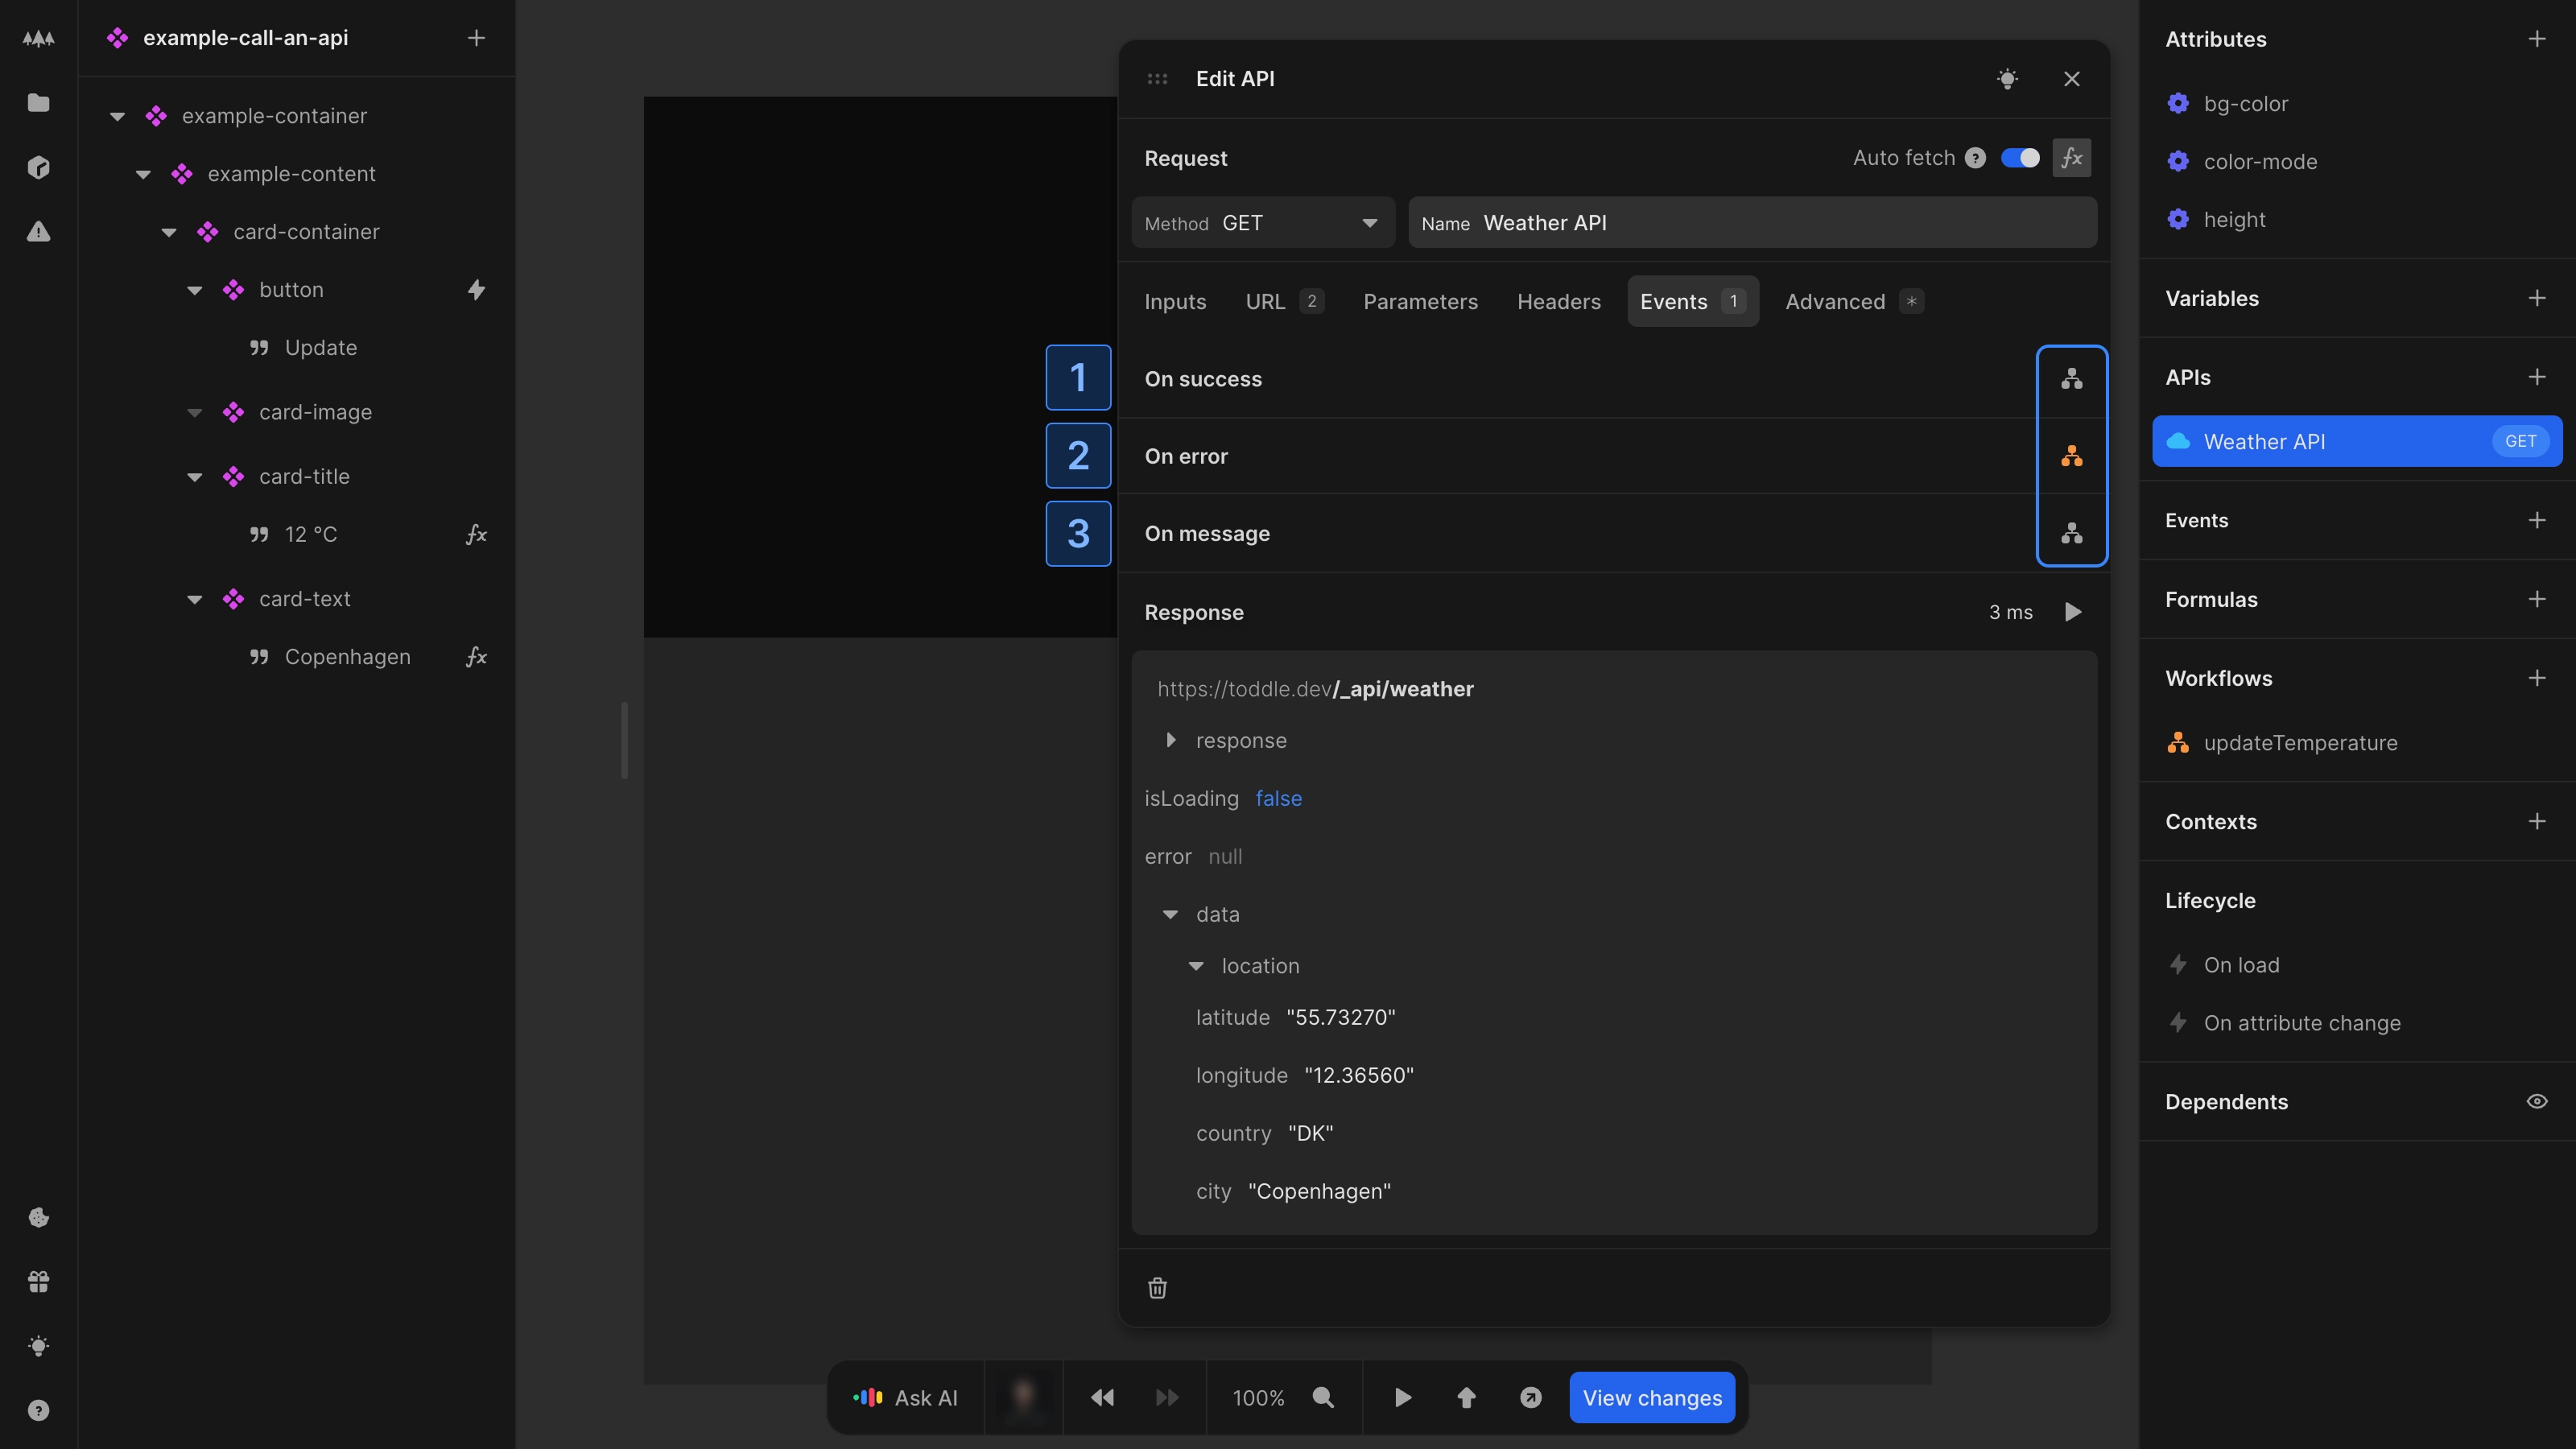 example-call-an-api
example-container
example-content
card-container
button
Update
card-image
card-title
12 °C
fx
card-text
Copenhagen
fx
1
2
3
Edit API
Request
Auto fetch ?
fx
Method GET
Name Weather API
Inputs URL 2 Parameters Headers Events 1 Advanced *
On success
On error
On message
Response
3 ms
https://toddle.dev/_api/weather
response
isLoading false
error null
data
location
latitude "55.73270"
longitude "12.36560"
country "DK"
city "Copenhagen"
Ask AI
100%
View changes
Attributes
bg-color
color-mode
height
Variables
APIs
Weather API GET
Events
Formulas
Workflows
updateTemperature
Contexts
Lifecycle
On load
On attribute change
Dependents